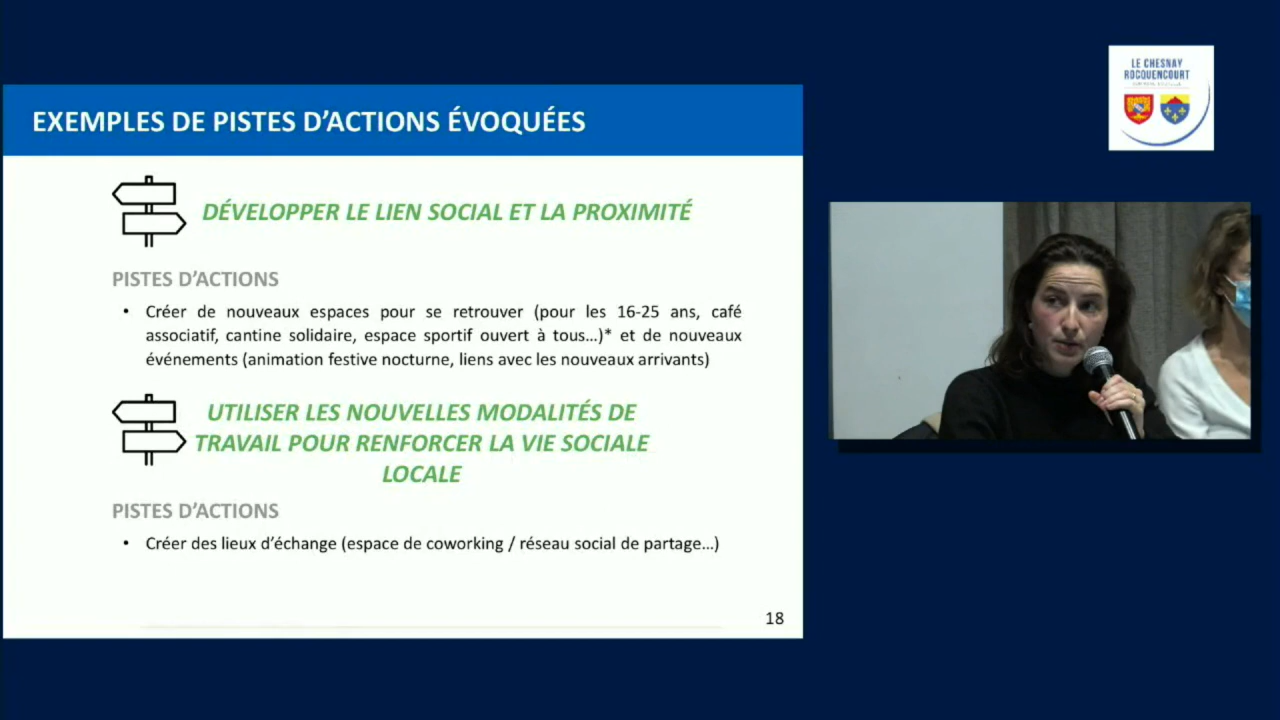 EXEMPLES DE PISTES D'ACTIONS ÉVOQUÉES
DÉVELOPPER LE LIEN SOCIAL ET LA PROXIMITÉ
PISTES D'ACTIONS
• Créer de nouveaux espaces pour se retrouver (pour les 16-25 ans, café
associatif, cantine solidaire, espace sportif ouvert à tous…)* et de nouveaux
événements (animation festive nocturne, liens avec les nouveaux arrivants)
UTILISER LES NOUVELLES MODALITÉS DE
TRAVAIL POUR RENFORCER LA VIE SOCIALE
LOCALE
PISTES D'ACTIONS
• Créer des lieux d'échange (espace de coworking / réseau social de partage…)
18
LE CHESNAY
ROCQUENCOURT